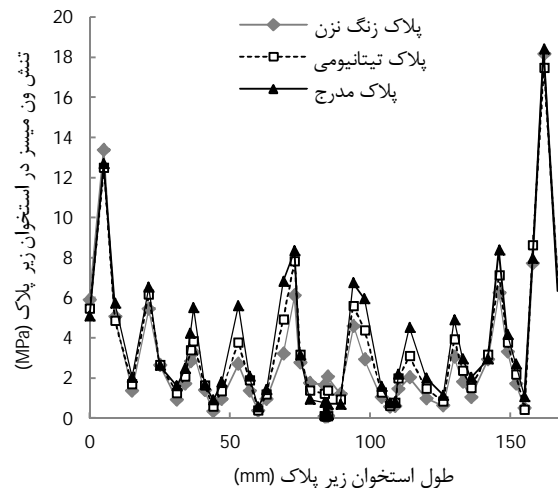 پلاک زنگ نزن
پلاک تیتانیومی
پلاک مدرج
تنش ون میسز در استخوان زیر پلاک (MPa)
20
18
16
14
12
10
8
6
4
2
0
0 50 100 150
طول استخوان زیر پلاک (mm)